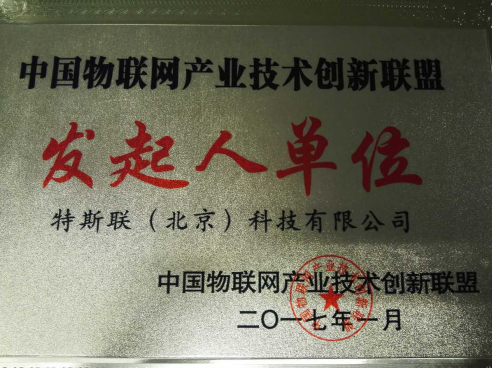 中国物联网产业技术创新联盟
发起人单位
特斯联（北京）科技有限公司
中国物联网产业技术创新联盟
二〇一七年一月